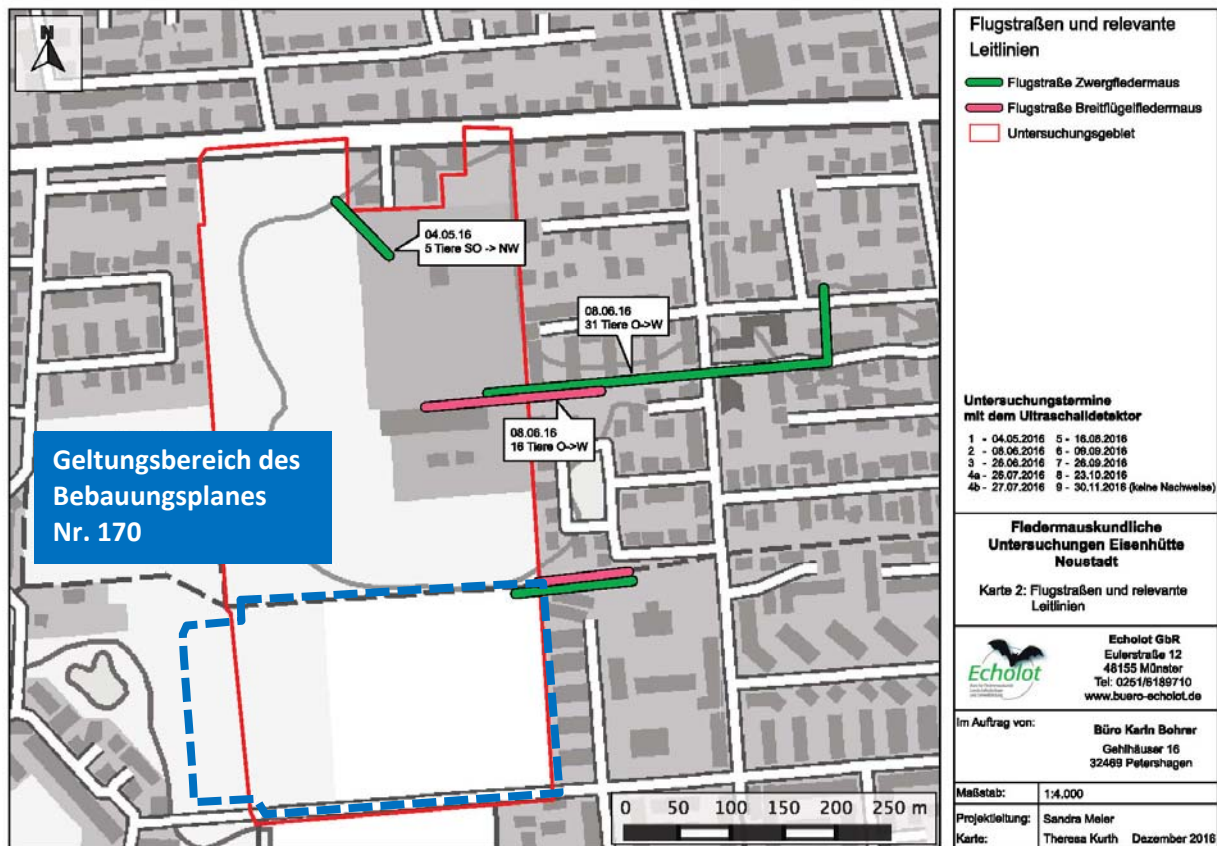 N
04.05.16
5 Tiere SO -> NW
08.06.16
31 Tiere O->W
08.06.16
16 Tiere O->W
Geltungsbereich des
Bebauungsplanes
Nr. 170
0 50 100 150 200 250 m
Flugstraßen und relevante
Leitlinien
Flugstraße Zwergfledermaus
Flugstraße Breitflügelfledermaus
Untersuchungsgebiet
Untersuchungstermine
mit dem Ultraschalldetektor
1 - 04.05.2016 5 - 16.08.2016
2 - 08.06.2016 6 - 09.09.2016
3 - 26.06.2016 7 - 26.09.2016
4a - 26.07.2016 8 - 23.10.2016
4b - 27.07.2016 9 - 30.11.2016 (keine Nachweise)
Fledermauskundliche
Untersuchungen Eisenhütte
Neustadt
Karte 2: Flugstraßen und relevante
Leitlinien
Echolot
Echolot GbR
Eulerstraße 12
48155 Münster
Tel: 0251/6189710
www.buero-echolot.de
Im Auftrag von:
Büro Karin Bohrer
Gehlhäuser 16
32469 Petershagen
Maßstab: 1:4.000
Projektleitung: Sandra Meier
Karte: Theresa Kurth Dezember 2016